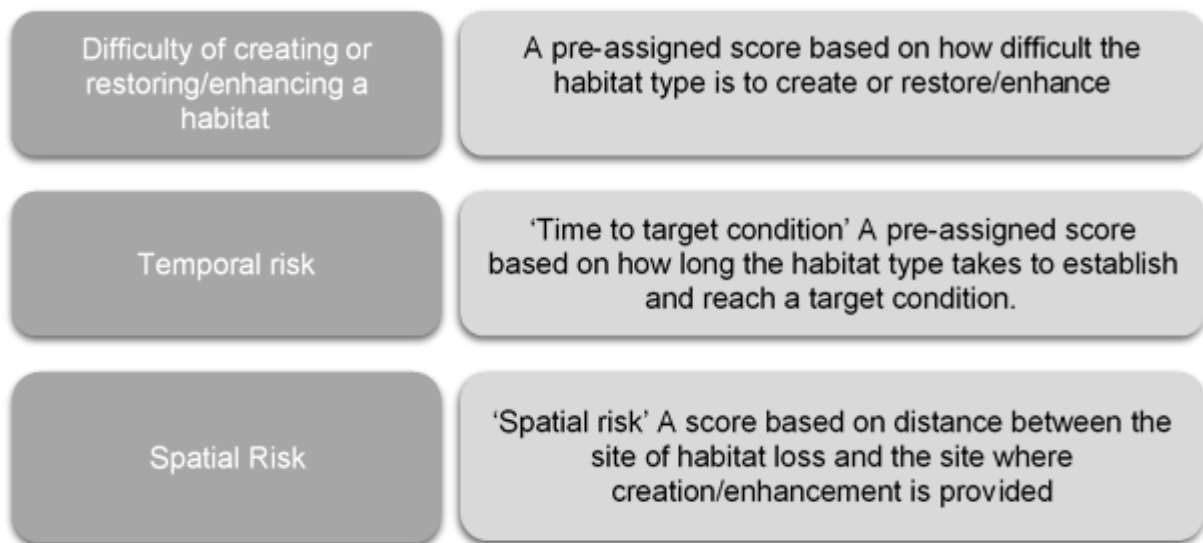 Difficulty of creating or
restoring/enhancing a
habitat
A pre-assigned score based on how difficult the
habitat type is to create or restore/enhance
Temporal risk
‘Time to target condition’ A pre-assigned score
based on how long the habitat type takes to establish
and reach a target condition.
Spatial Risk
‘Spatial risk’ A score based on distance between the
site of habitat loss and the site where
creation/enhancement is provided